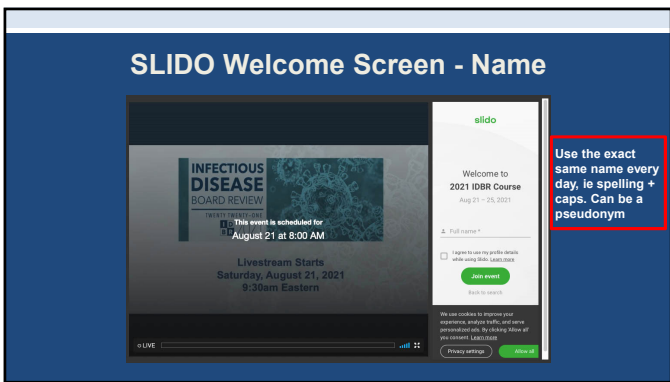 SLIDO Welcome Screen - Name
INFECTIOUS
DISEASE
BOARD REVIEW
TWENTY TWENTY-ONE
This event is scheduled for
August 21 at 8:00 AM
Livestream Starts
Saturday, August 21, 2021
9:30am Eastern
LIVE
slido
Welcome to
2021 IDBR Course
Aug 21 – 25, 2021
Full name *
I agree to use my profile details
while using Slido. Learn more
Join event
Back to search
We use cookies to improve your
experience, analyze traffic, and serve
personalized ads. By clicking 'Allow all'
you consent. Learn more
Privacy settings
Allow all
Use the exact
same name every
day, ie spelling +
caps. Can be a
pseudonym